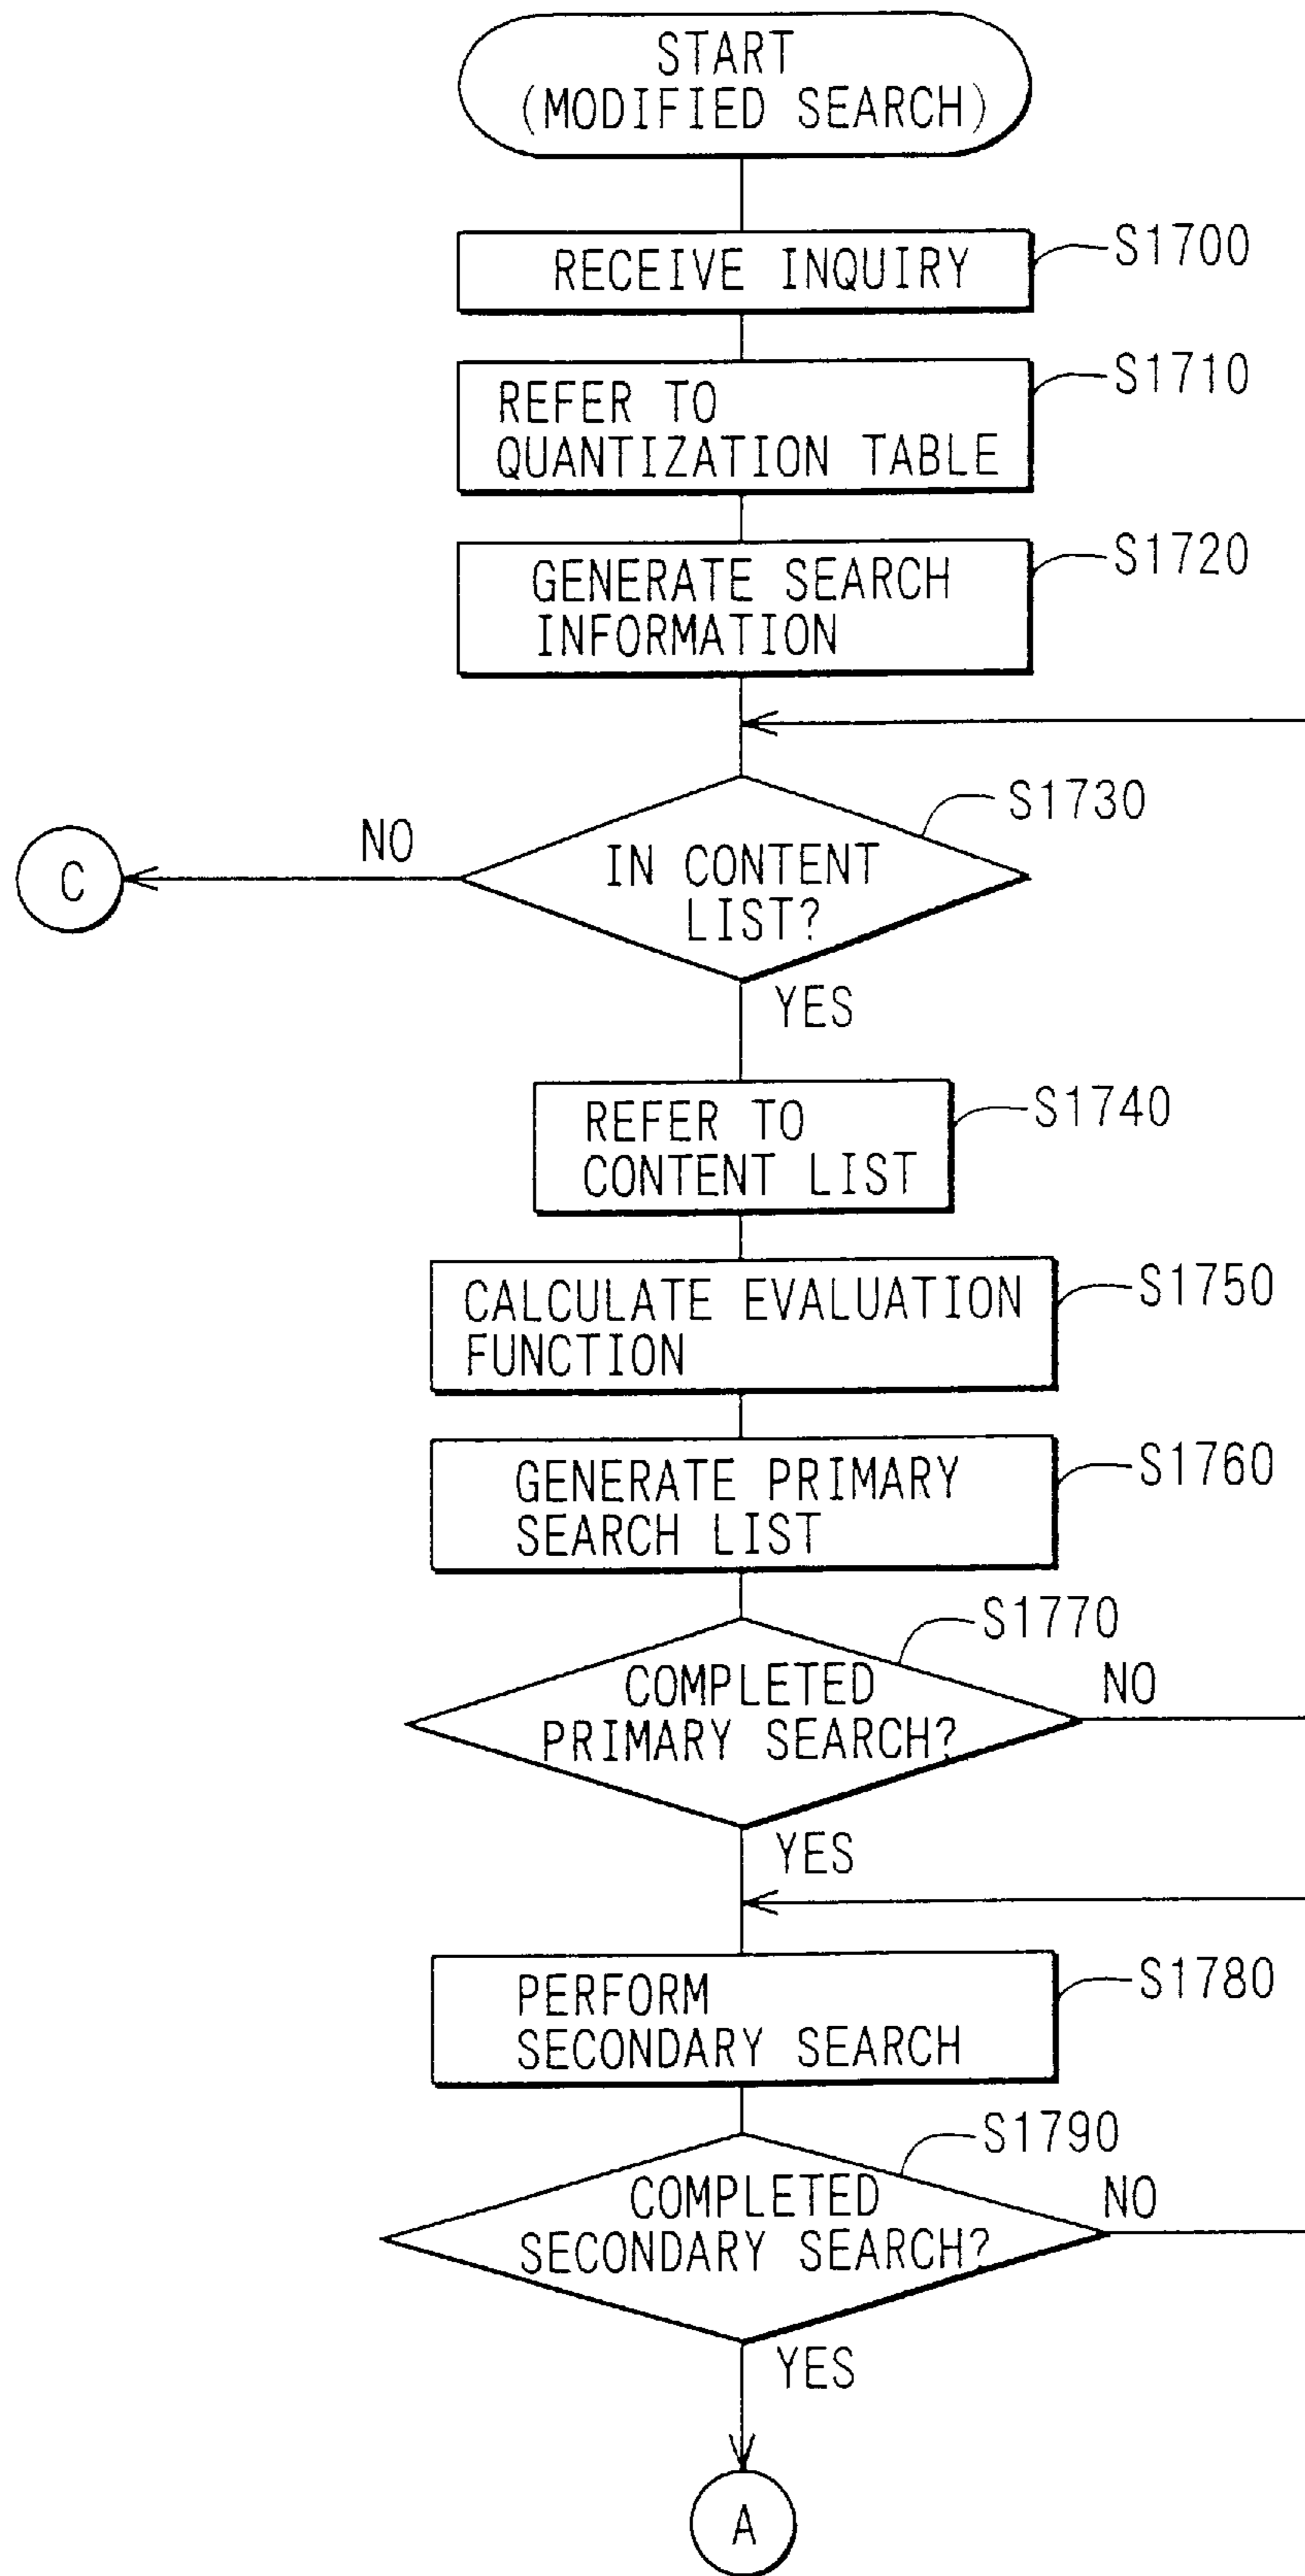 START
(MODIFIED SEARCH)
RECEIVE INQUIRY
S1700
REFER TO
QUANTIZATION TABLE
S1710
GENERATE SEARCH
INFORMATION
S1720
S1730
IN CONTENT
LIST?
NO
C
YES
REFER TO
CONTENT LIST
S1740
CALCULATE EVALUATION
FUNCTION
S1750
GENERATE PRIMARY
SEARCH LIST
S1760
S1770
COMPLETED
PRIMARY SEARCH?
NO
YES
PERFORM
SECONDARY SEARCH
S1780
S1790
COMPLETED
SECONDARY SEARCH?
NO
YES
A